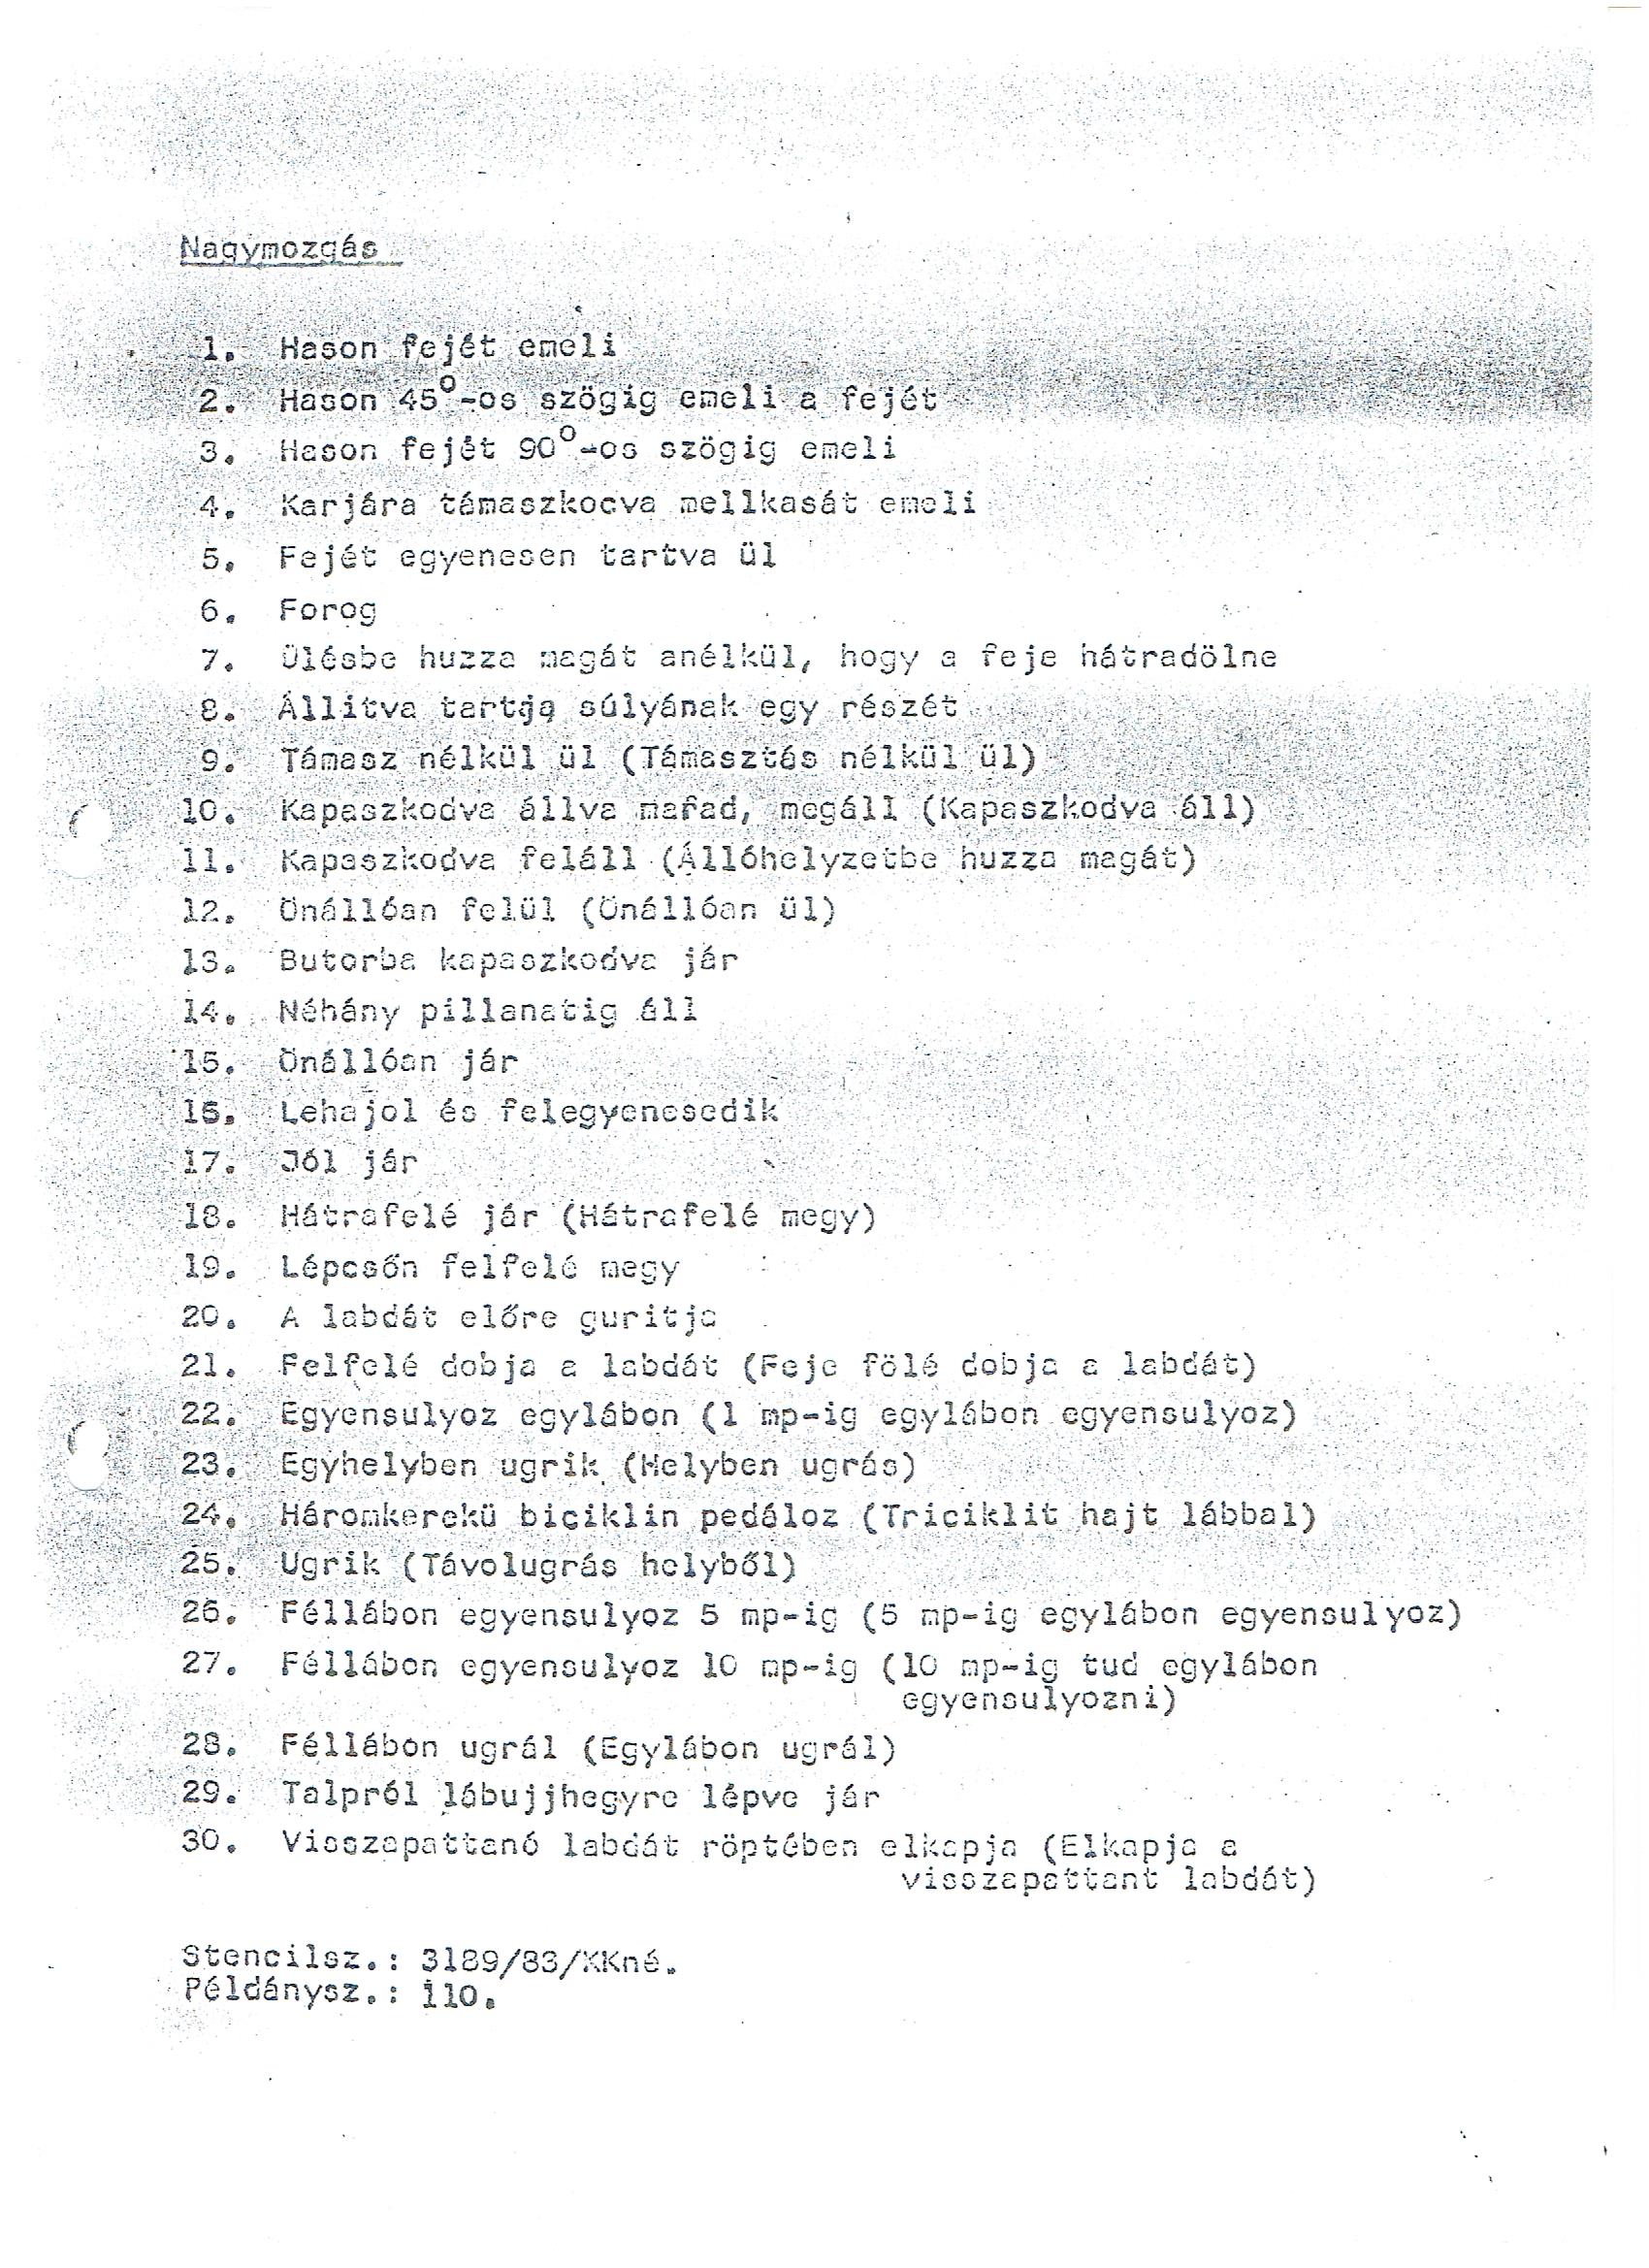 Nagymozgás
1. Hason fejét emeli
2. Hason 45°-os szögig emeli a fejét
3. Hason fejét 90°-os szögig emeli
4. Karjára támaszkodva mellkasát emeli
5. Fejét egyenesen tartva ül
6. Forog
7. Ülésbe huzza magát anélkül, hogy a feje hátradölne
8. Állitva tartja súlyának egy részét
9. Támasz nélkül ül (Támasztás nélkül ül)
10. Kapaszkodva állva marad, megáll (Kapaszkodva áll)
11. Kapaszkodva feláll (Állóhelyzetbe huzza magát)
12. Önállóan felül (Önállóan ül)
13. Butorba kapaszkodva jár
14. Néhány pillanatig áll
15. Önállóan jár
16. Lehajol és felegyenesedik
17. Jól jár
18. Hátrafelé jár (Hátrafelé megy)
19. Lépcsőn felfelé megy
20. A labdát előre guritja
21. Felfelé dobja a labdát (Feje fölé dobja a labdát)
22. Egyensulyoz egylábon (1 mp-ig egylábon egyensulyoz)
23. Egyhelyben ugrik (Helyben ugrás)
24. Háromkerekü biciklin pedáloz (Triciklit hajt lábbal)
25. Ugrik (Távolugrás helyből)
26. Féllábon egyensulyoz 5 mp-ig (5 mp-ig egylábon egyensulyoz)
27. Féllábon egyensulyoz 10 mp-ig (10 mp-ig tud egylábon
egyensulyozni)
28. Féllábon ugrál (Egylábon ugrál)
29. Talpról lábujjhegyre lépve jár
30. Visszapattanó labdát röptében elkapja (Elkapja a
visszapattant labdát)
Stencilsz.: 3189/83/KKné.
Példánysz.: 110.